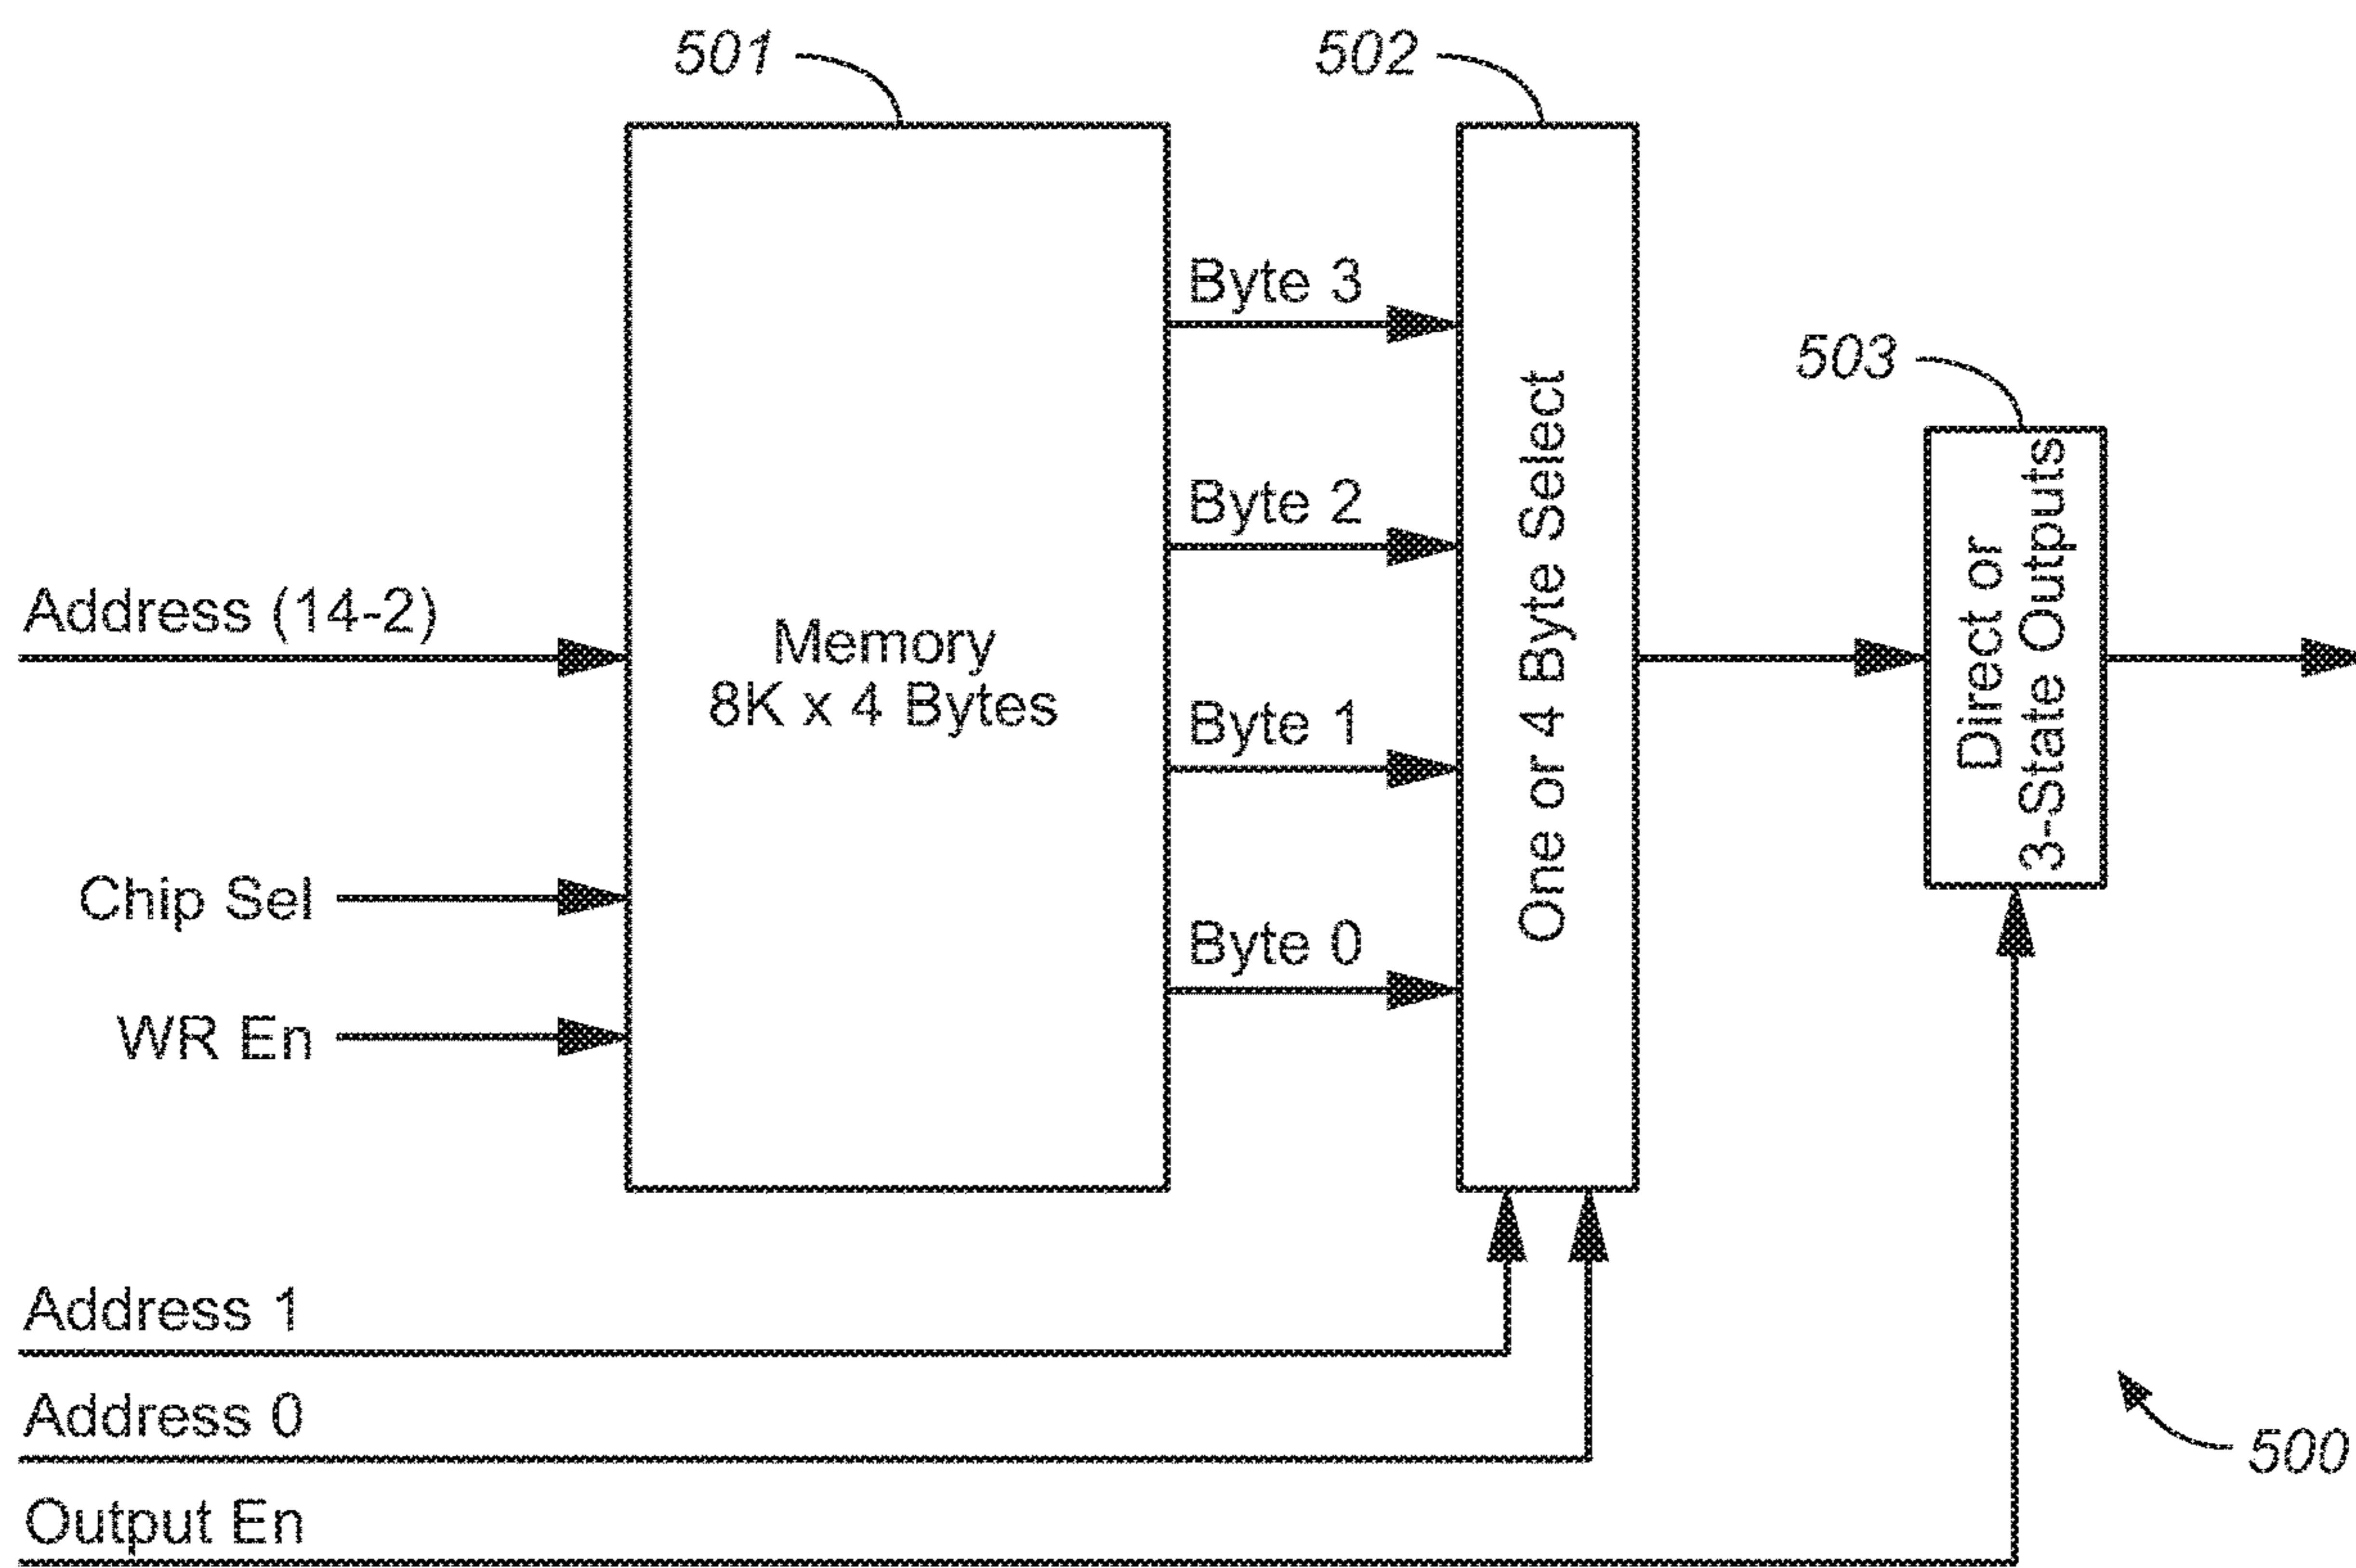 501
502
Byte 3
503
Byte 2
One or 4 Byte Select
Direct or
3-State Outputs
Address (14-2)
Memory
8K x 4 Bytes
Byte 1
Chip Sel
Byte 0
WR En
Address 1
Address 0
500
Output En